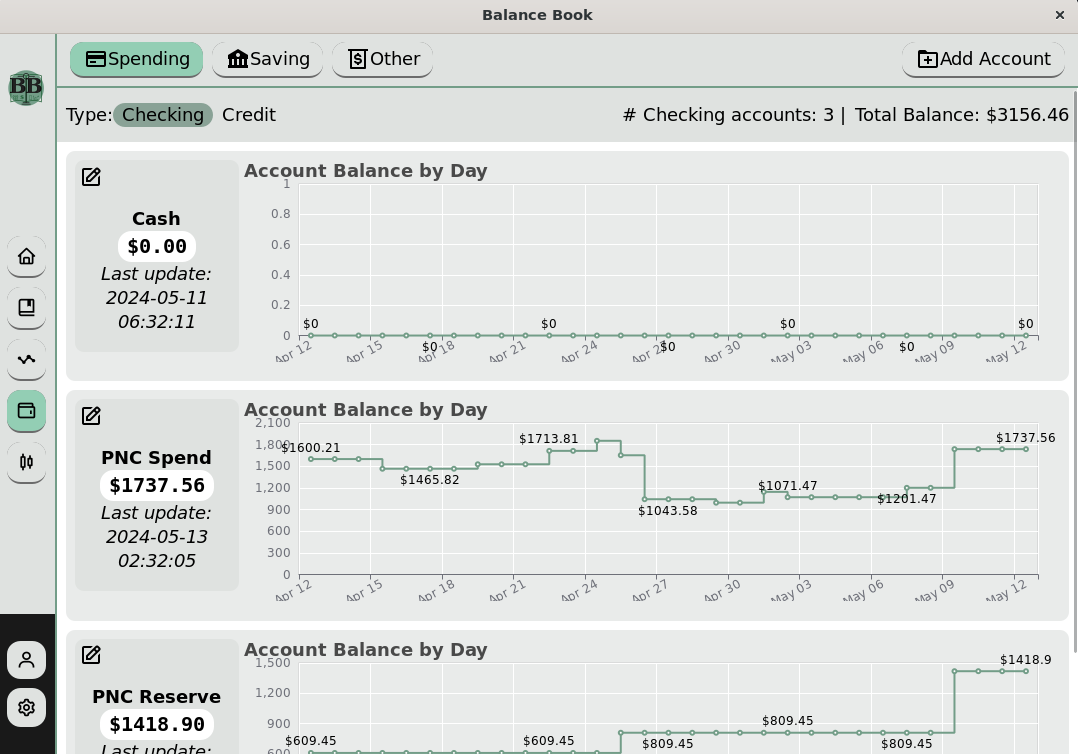 Balance Book
BB
Spending
Saving
Other
Add Account
Type: Checking Credit
# Checking accounts: 3 | Total Balance: $3156.46
Cash
$0.00
Last update:
2024-05-11
06:32:11
Account Balance by Day
1
0.8
0.6
0.4
0.2
0
$0 $0 $0 $0
$0 $0 $0
Apr 12 Apr 15 Apr 18 Apr 21 Apr 24 Apr 27 Apr 30 May 03 May 06 May 09 May 12
PNC Spend
$1737.56
Last update:
2024-05-13
02:32:05
Account Balance by Day
2,100
1,800
1,500
1,200
900
600
300
0
$1600.21 $1465.82 $1713.81 $1043.58 $1071.47 $1201.47 $1737.56
Apr 12 Apr 15 Apr 18 Apr 21 Apr 24 Apr 27 Apr 30 May 03 May 06 May 09 May 12
PNC Reserve
$1418.90
Last update:
Account Balance by Day
1,500
1,200
900
600
$609.45 $609.45 $809.45 $809.45 $809.45 $1418.9